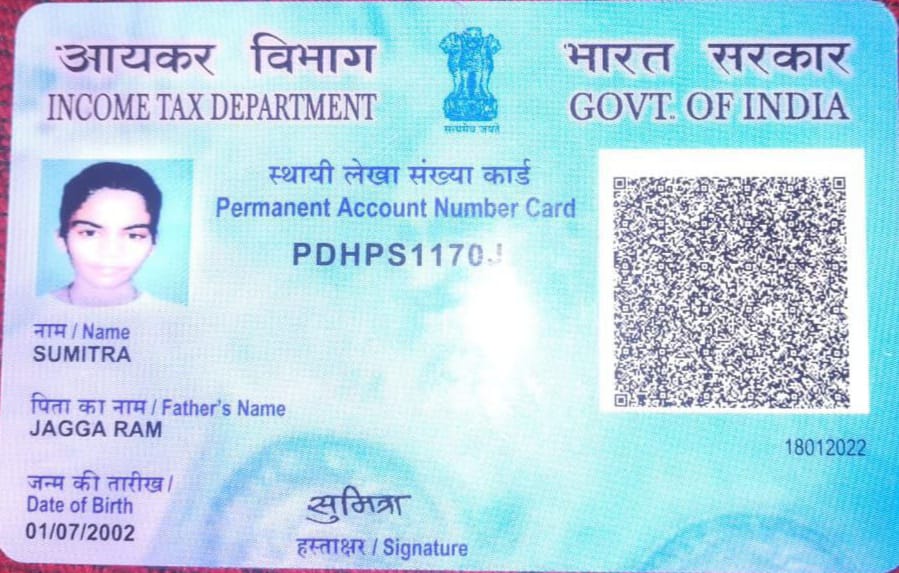 आयकर विभाग
INCOME TAX DEPARTMENT
सत्यमेव जयते
भारत सरकार
GOVT. OF INDIA
स्थायी लेखा संख्या कार्ड
Permanent Account Number Card
PDHPS1170J
नाम / Name
SUMITRA
पिता का नाम / Father's Name
JAGGA RAM
18012022
जन्म की तारीख /
Date of Birth
01/07/2002
सुमित्रा
हस्ताक्षर / Signature